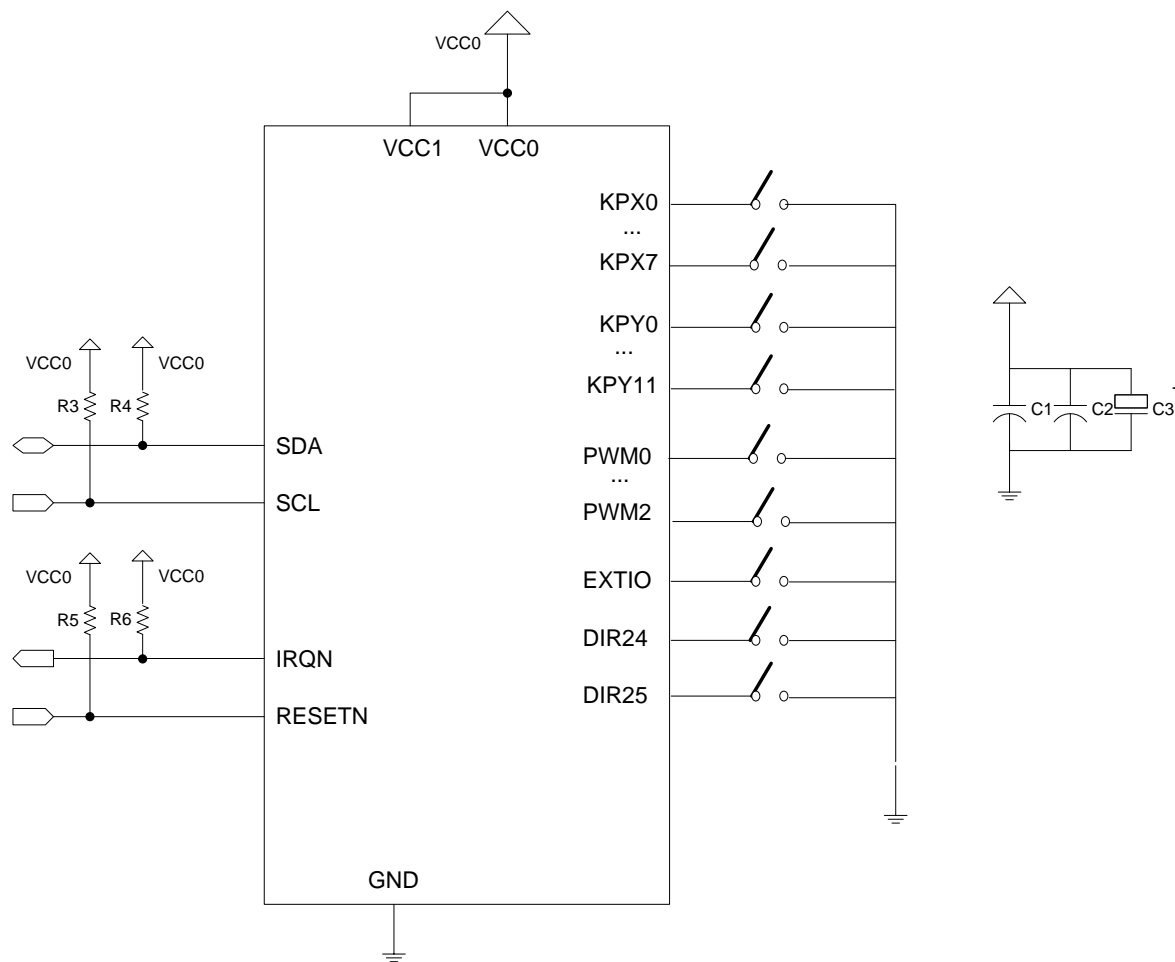 VCC0
VCC1 VCC0
KPX0
...
KPX7
KPY0
...
KPY11
PWM0
...
PWM2
EXTIO
DIR24
DIR25
VCC0 VCC0
R3 R4
SDA
SCL
VCC0 VCC0
R5 R6
IRQN
RESETN
GND
C1 C2 C3